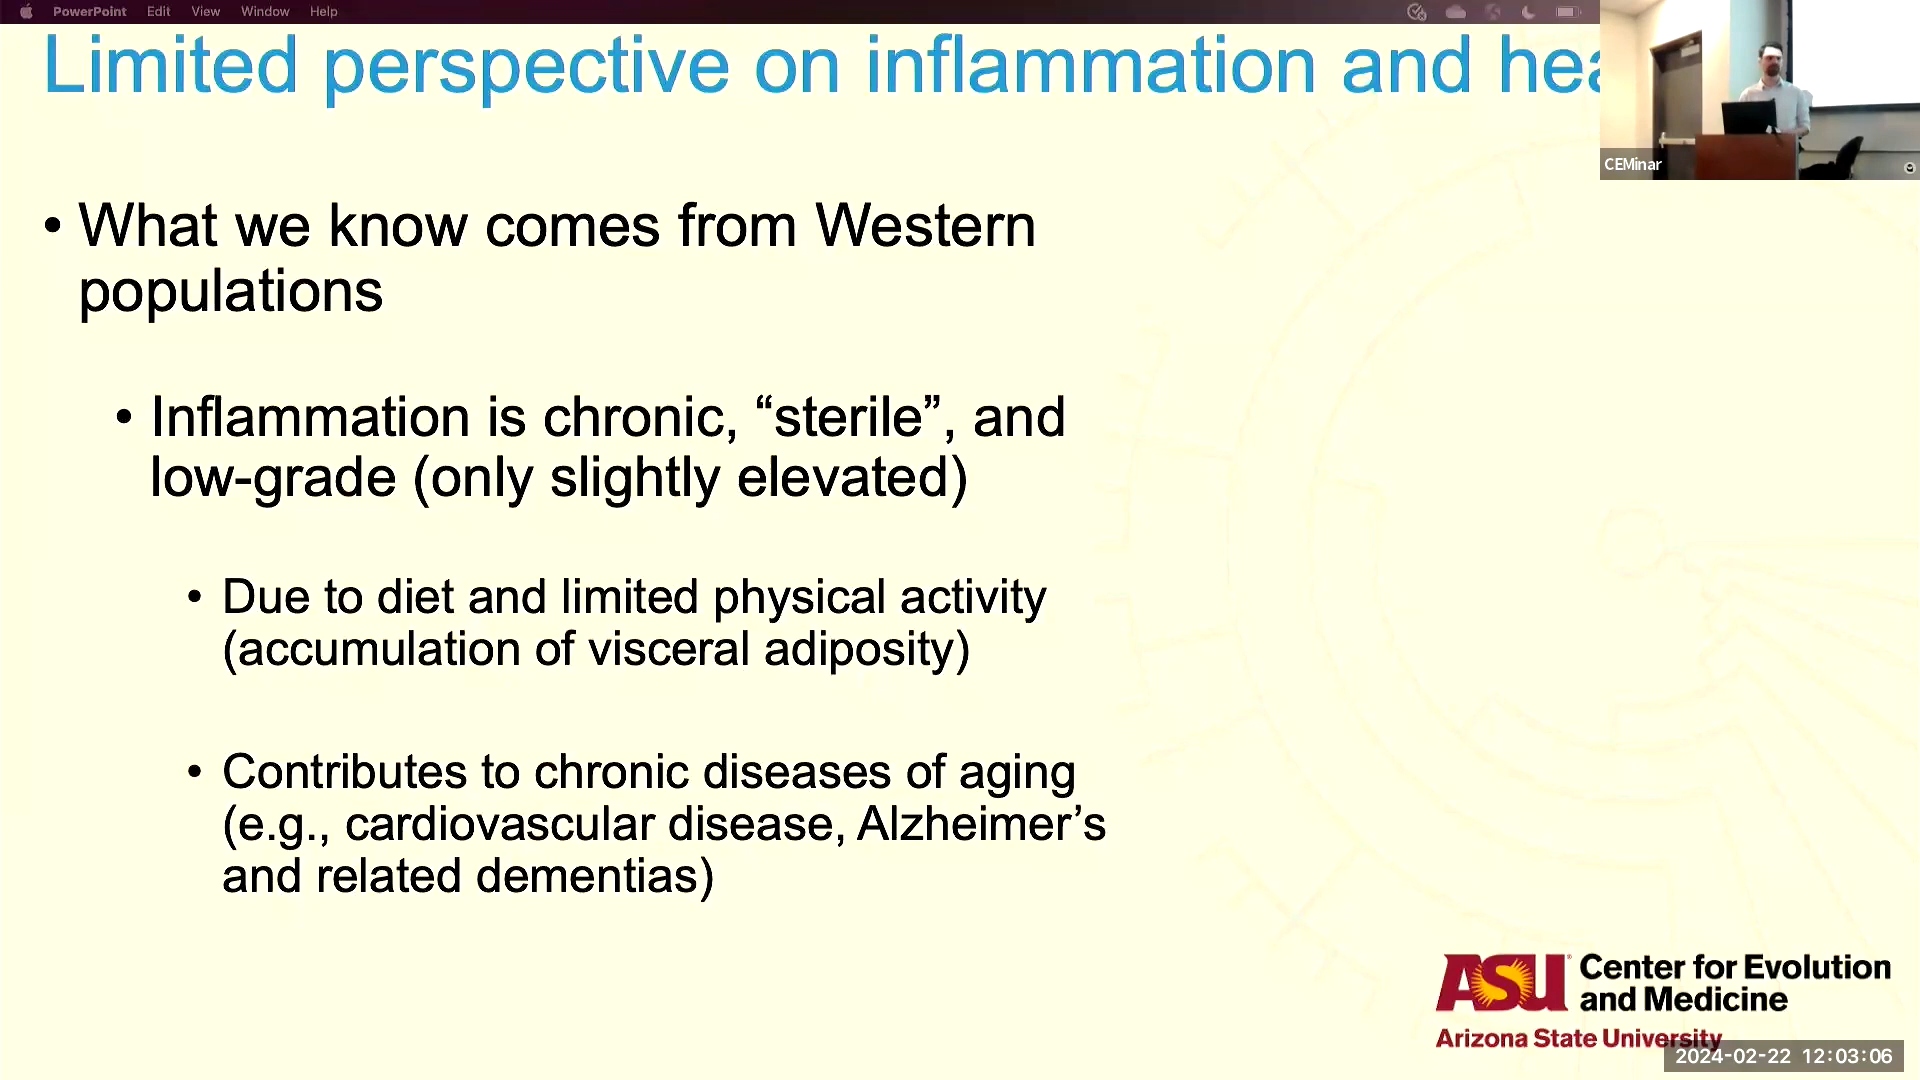 PowerPoint Edit View Window Help
Limited perspective on inflammation and hea
CEMinar
• What we know comes from Western
populations
• Inflammation is chronic, “sterile”, and
low-grade (only slightly elevated)
• Due to diet and limited physical activity
(accumulation of visceral adiposity)
• Contributes to chronic diseases of aging
(e.g., cardiovascular disease, Alzheimer’s
and related dementias)
ASU Center for Evolution
and Medicine
Arizona State University
2024-02-22 12:03:06